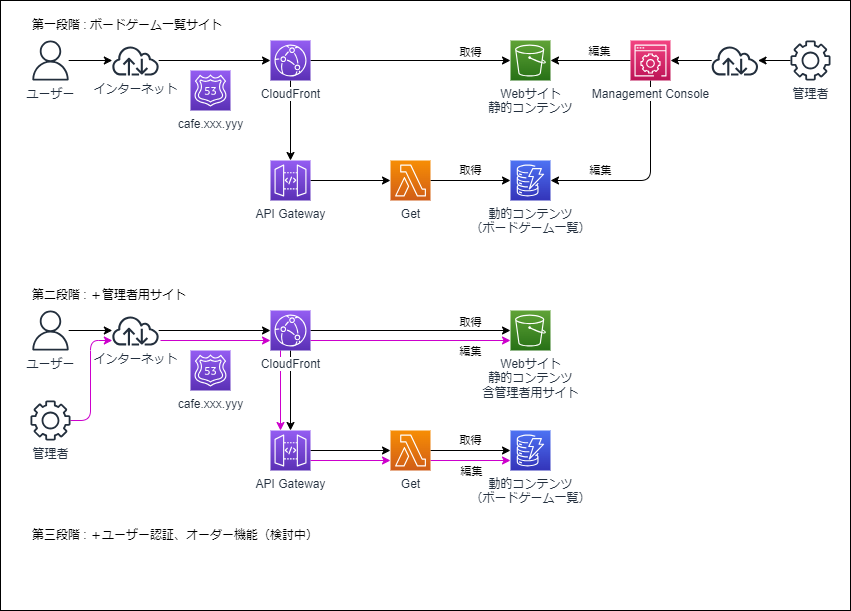 第一段階 : ボードゲーム一覧サイト
取得
編集
ユーザー
インターネット
53
cafe.xxx.yyy
CloudFront
Webサイト
静的コンテンツ
Management Console
管理者
取得
編集
API Gateway
Get
動的コンテンツ
（ボードゲーム一覧）
第二段階 : ＋管理者用サイト
取得
編集
ユーザー
インターネット
53
cafe.xxx.yyy
CloudFront
Webサイト
静的コンテンツ
含管理者用サイト
管理者
取得
編集
API Gateway
Get
動的コンテンツ
（ボードゲーム一覧）
第三段階 : ＋ユーザー認証、オーダー機能（検討中）